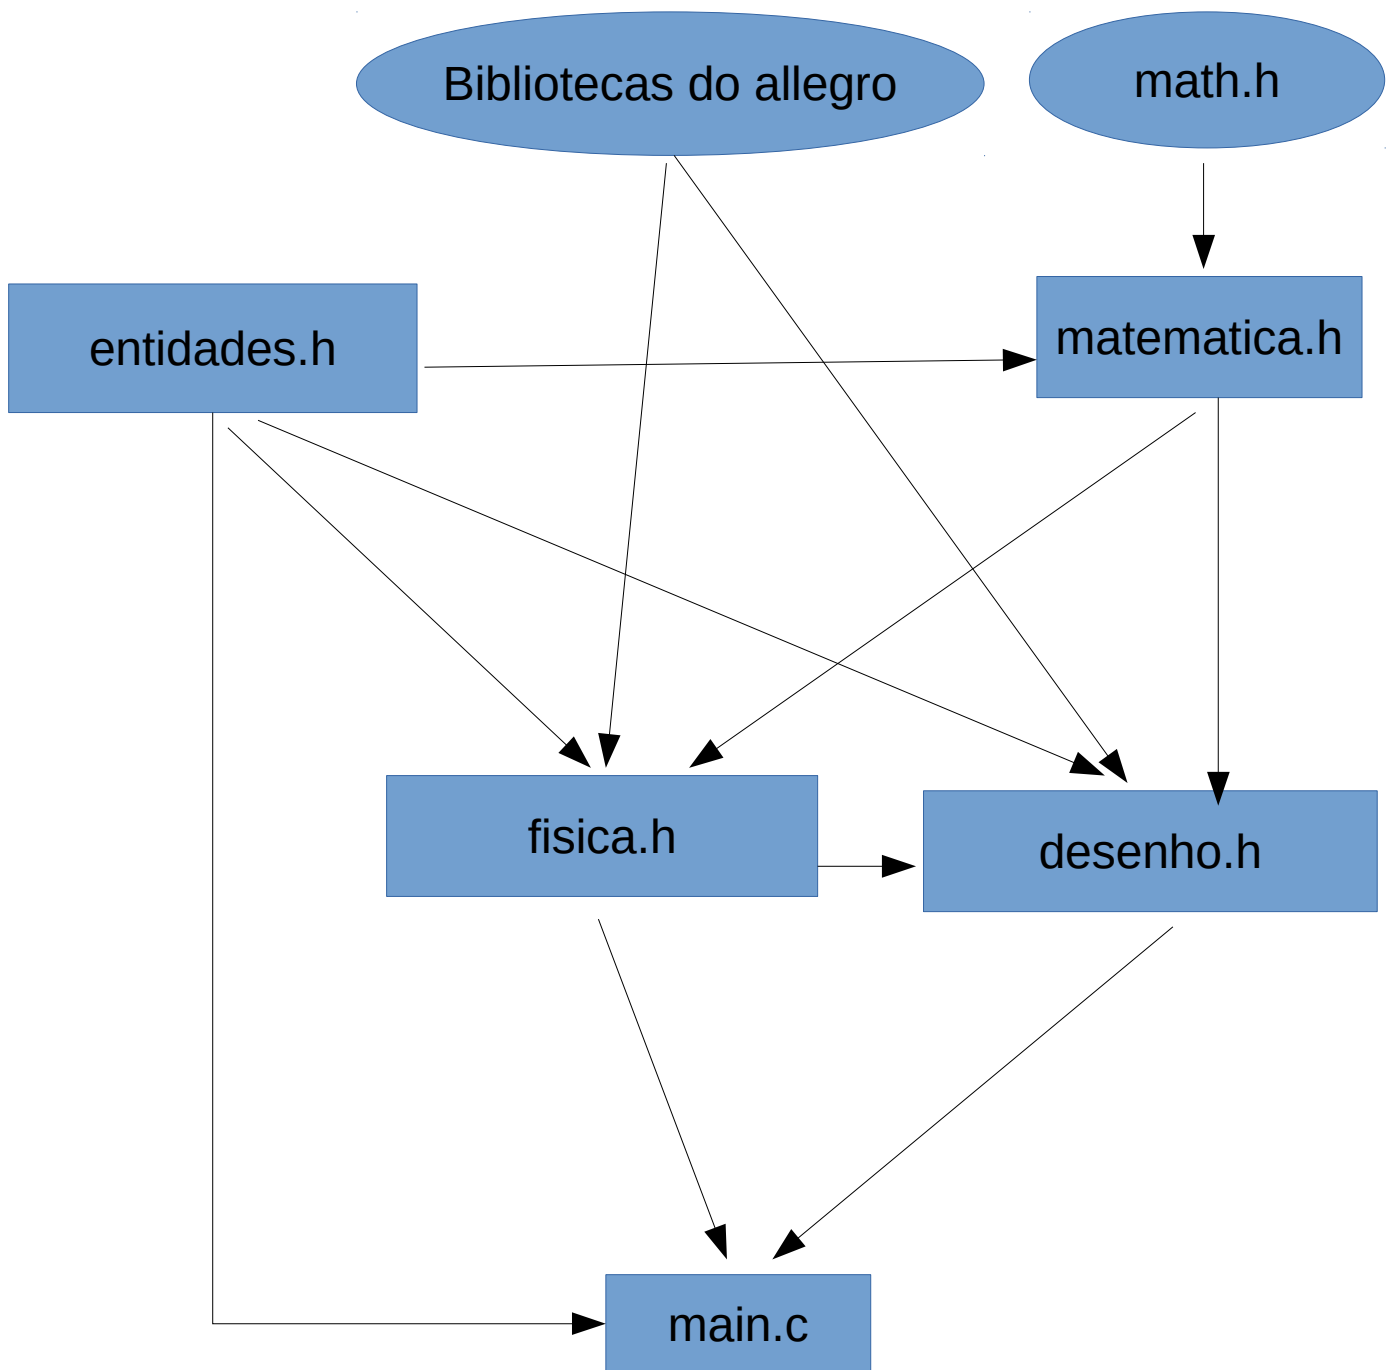 Bibliotecas do allegro
math.h
entidades.h
matematica.h
fisica.h
desenho.h
main.c